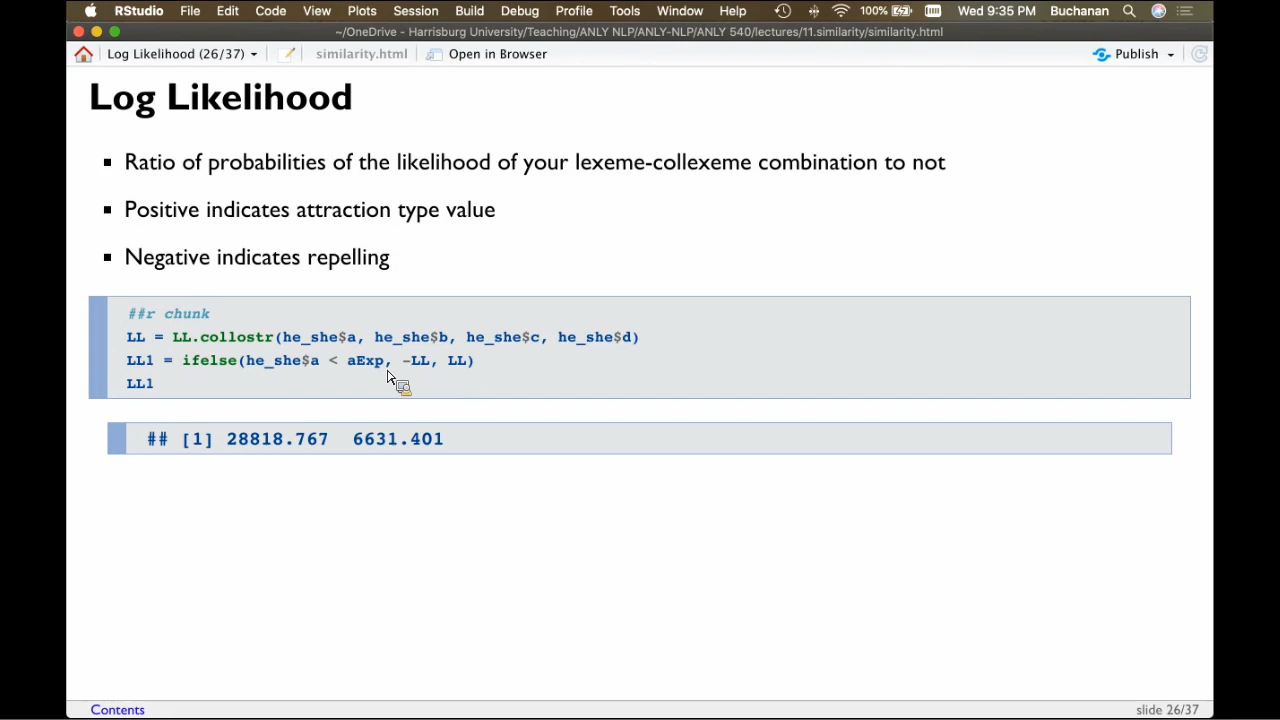 RStudio File Edit Code View Plots Session Build Debug Profile Tools Window Help 100% Wed 9:35 PM Buchanan
~/OneDrive - Harrisburg University/Teaching/ANLY NLP/ANLY-NLP/ANLY 540/lectures/11.similarity/similarity.html
Log Likelihood (26/37) similarity.html Open in Browser Publish
Log Likelihood
Ratio of probabilities of the likelihood of your lexeme-collexeme combination to not
Positive indicates attraction type value
Negative indicates repelling
##r chunk
LL = LL.collostr(he_she$a, he_she$b, he_she$c, he_she$d)
LL1 = ifelse(he_she$a < aExp, -LL, LL)
LL1
## [1] 28818.767 6631.401
Contents slide 26/37